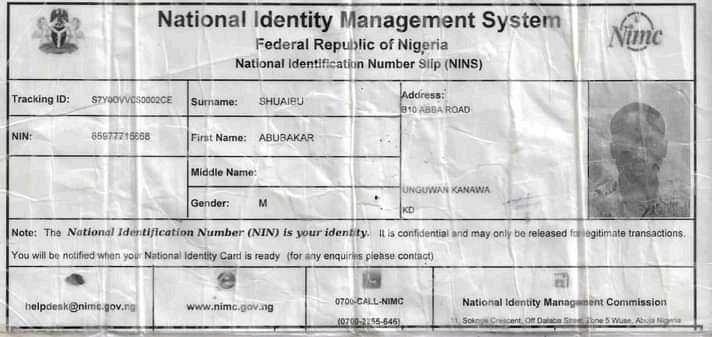 National Identity Management System
Federal Republic of Nigeria
National Identification Number Slip (NINS)
Nimc
Tracking ID: S7Y0OVVCS0002CE
Surname: SHUAIBU
Address:
B10 ABBA ROAD
NIN:
First Name: ABUBAKAR
Middle Name:
UNGUWAN KANAWA
Gender: M
KD
Note: The National Identification Number (NIN) is your identity. It is confidential and may only be released for legitimate transactions.
You will be notified when your National Identity Card is ready (for any enquiries please contact)
helpdesk@nimc.gov.ng
www.nimc.gov.ng
0700-CALL-NIMC
(0700-2255-646)
National Identity Management Commission
11, Sokode Crescent, Off Dalaba Street, Zone 5 Wuse, Abuja Nigeria